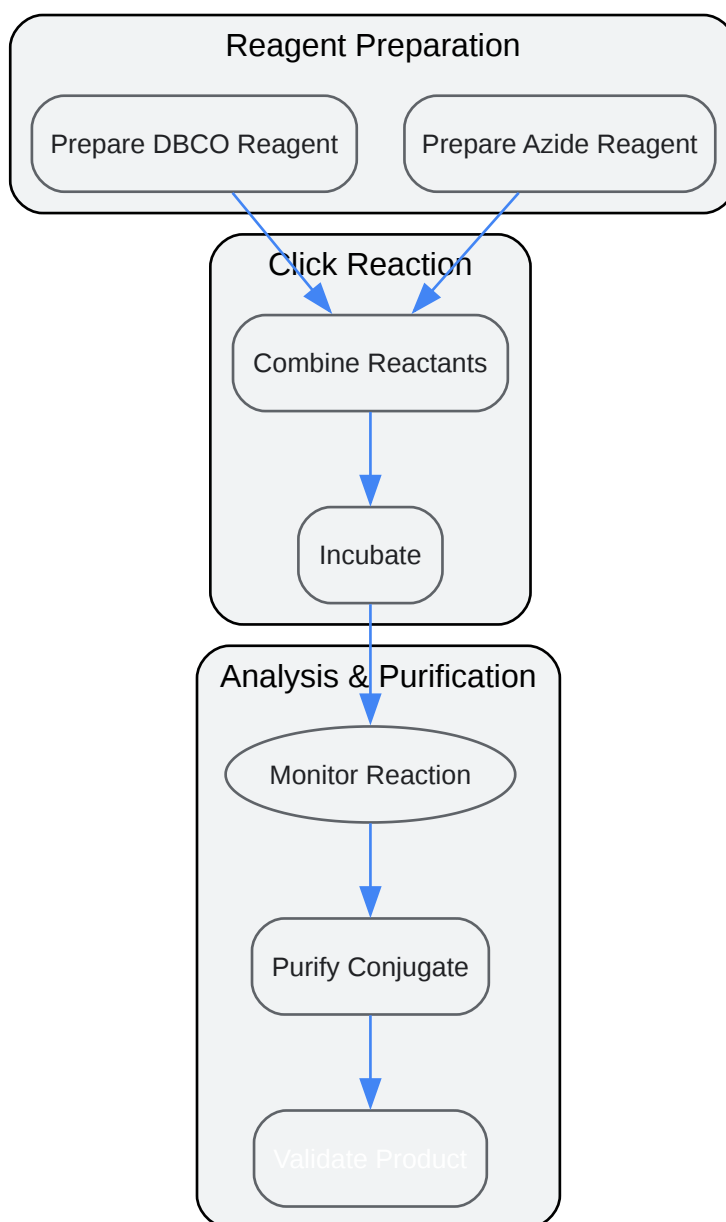 Reagent Preparation
Prepare DBCO Reagent
Prepare Azide Reagent
Click Reaction
Combine Reactants
Incubate
Analysis & Purification
Monitor Reaction
Purify Conjugate
Validate Product